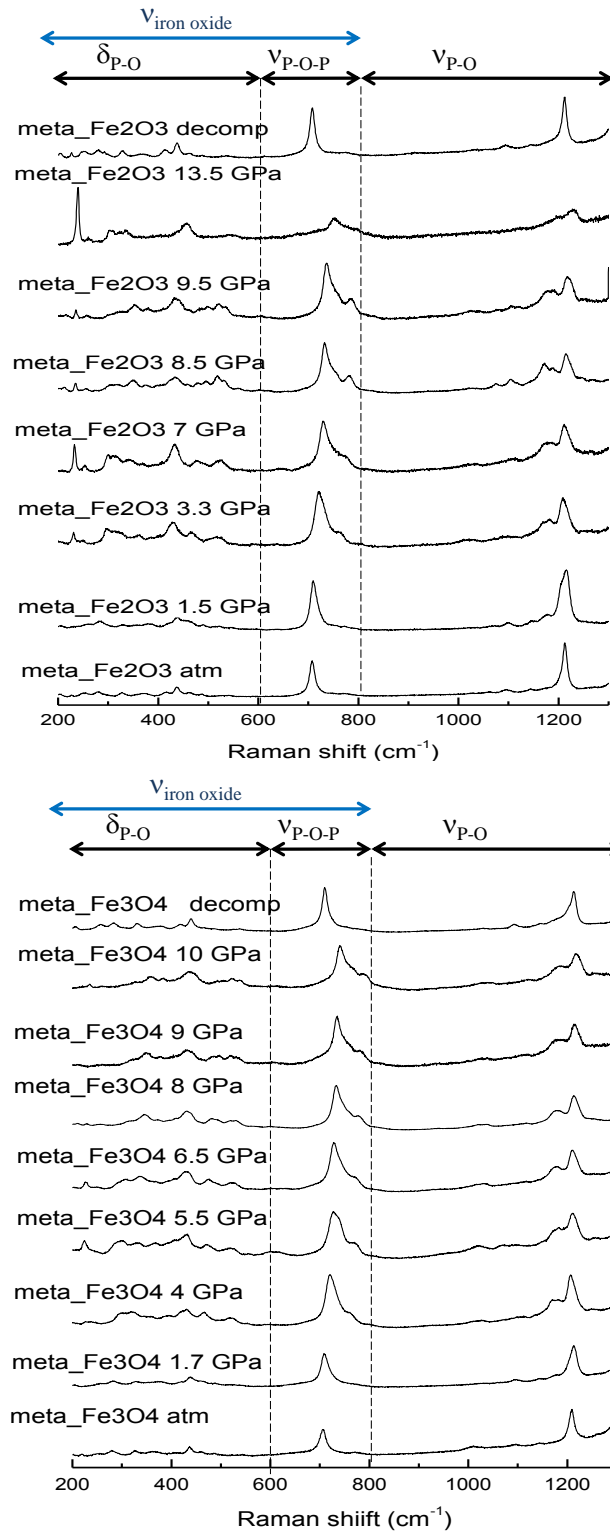 ν iron oxide
δP-O νP-O-P νP-O
meta_Fe2O3 decomp
meta_Fe2O3 13.5 GPa
meta_Fe2O3 9.5 GPa
meta_Fe2O3 8.5 GPa
meta_Fe2O3 7 GPa
meta_Fe2O3 3.3 GPa
meta_Fe2O3 1.5 GPa
meta_Fe2O3 atm
200 400 600 800 1000 1200
Raman shift (cm-1)
ν iron oxide
δP-O νP-O-P νP-O
meta_Fe3O4 decomp
meta_Fe3O4 10 GPa
meta_Fe3O4 9 GPa
meta_Fe3O4 8 GPa
meta_Fe3O4 6.5 GPa
meta_Fe3O4 5.5 GPa
meta_Fe3O4 4 GPa
meta_Fe3O4 1.7 GPa
meta_Fe3O4 atm
200 400 600 800 1000 1200
Raman shiift (cm-1)